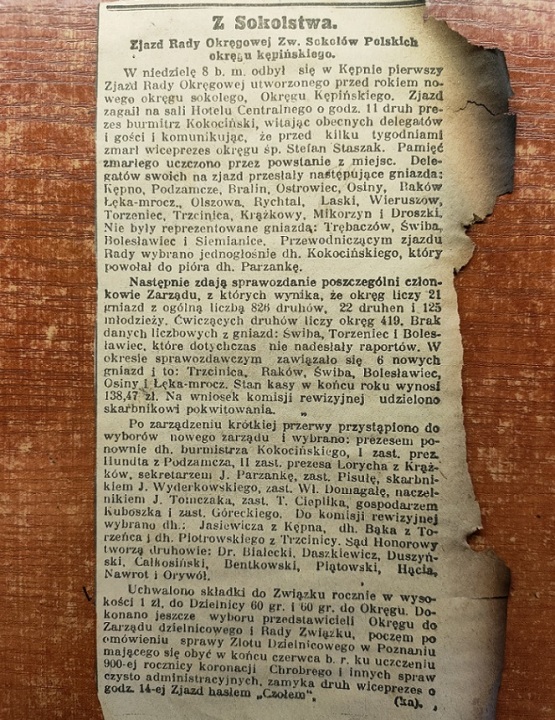 Z Sokolstwa.
Zjazd Rady Okręgowej Zw. Sokołów Polskich
okręgu kępińskiego.
W niedzielę 8 b. m. odbył się w Kępnie pierwszy
Zjazd Rady Okręgowej utworzonego przed rokiem no-
wego okręgu sokolego, Okręgu Kępińskiego. Zjazd
zagaił na sali Hotelu Centralnego o godz. 11 druh pre-
zes burmitrz Kokociński, witając obecnych delegatów
i gości i komunikując, że przed kilku tygodniami
zmarł wiceprezes okręgu śp. Stefan Staszak. Pamięć
zmarłego uczczono przez powstanie z miejsc. Dele-
gatów swoich na zjazd przesłały następujące gniazda:
Kępno, Podzamcze, Bralin, Ostrowiec, Osiny, Raków
Łęka-mrocz., Olszowa, Rychtal, Laski, Wieruszow,
Torzeniec, Trzcinica, Krążkowy, Mikorzyn i Droszki.
Nie były reprezentowane gniazda: Trębaczów, Świba,
Bolesławiec i Siemianice. Przewodniczącym zjazdu
Rady wybrano jednogłośnie dh. Kokocińskiego, który
powołał do pióra dh. Parzankę.
Następnie zdają sprawozdanie poszczególni człon-
kowie Zarządu, z których wynika, że okręg liczy 21
gniazd z ogólną liczbą 826 druhów, 22 druhen i 125
młodzieży. Ćwiczących druhów liczy okręg 419. Brak
danych liczbowych z gniazd: Świba, Torzeniec i Boles-
ławiec, które dotychczas nie nadesłały raportów. W
okresie sprawozdawczym zawiązało się 6 nowych
gniazd i to: Trzcinica, Raków, Świba, Bolesławiec,
Osiny i Łęka-mrocz. Stan kasy w końcu roku wynosi
138,47 zł. Na wniosek komisji rewizyjnej udzielono
skarbnikowi pokwitowania.
Po zarządzeniu krótkiej przerwy przystąpiono do
wyborów nowego zarządu i wybrano: prezesem po-
nownie dh. burmistrza Kokocińskiego, I zast. prez.
Hundta z Podzamcza, II zast. prezesa Lorycha z Krąż-
ków, sekretarzem J. Parzankę, zast. Pisulę, skarbni-
kiem J. Wyderkowskiego, zast. Wł. Domagałę, naczel-
nikiem J. Tomczaka, zast. T. Cieplika, gospodarzem
Kuboszka i zast. Góreckiego. Do komisji rewizyjnej
wybrano dh.: Jasiewicza z Kępna, dh. Bąka z To-
rzeńca i dh Piotrowskiego z Trzcinicy. Sąd Honorowy
tworzą druhowie: Dr. Białecki, Daszkiewicz, Duszyń-
ski, Całkosiński, Bentkowski, Piątowski, Hącia,
Nawrot i Orywół.
Uchwalono składki do Związku rocznie w wyso-
kości 1 zł, do Dzielnicy 60 gr. i 60 gr. do Okręgu. Do-
konano jeszcze wyboru przedstawicieli Okręgu do
Zarządu dzielnicowego i Rady Związku, poczem po
omówieniu sprawy Zlotu Dzielnicowego w Poznaniu
mającego się obyć w końcu czerwca b. r. ku uczczeniu
900-ej rocznicy koronacji Chrobrego i innych spraw
czysto administracyjnych, zamyka druh wiceprezes o
godz. 14-ej Zjazd hasłem „Czołem".